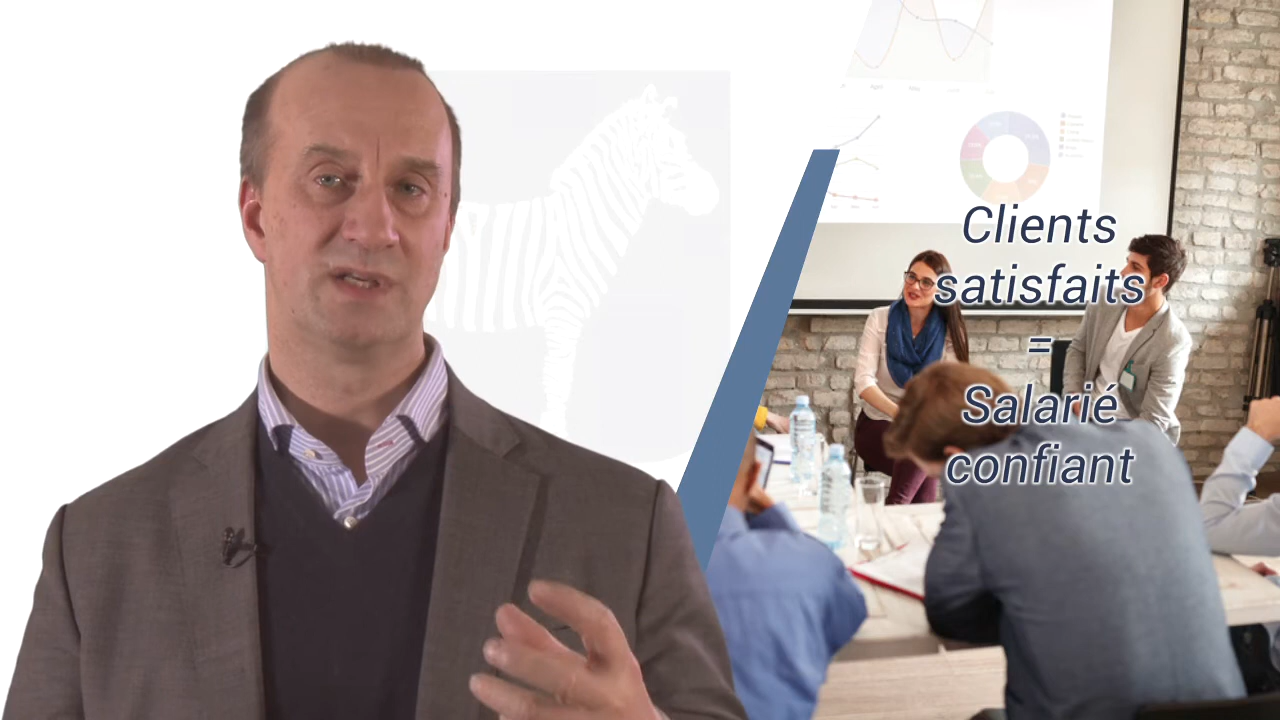 Clients
satisfaits
=
Salarié
confiant